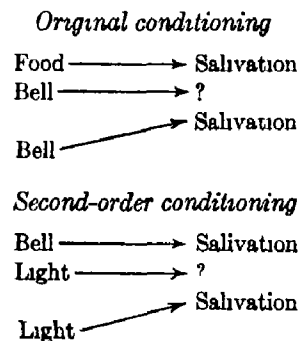 Original conditioning
Food Salivation
Bell ?
Salivation
Bell
Second-order conditioning
Bell Salivation
Light ?
Salivation
Light